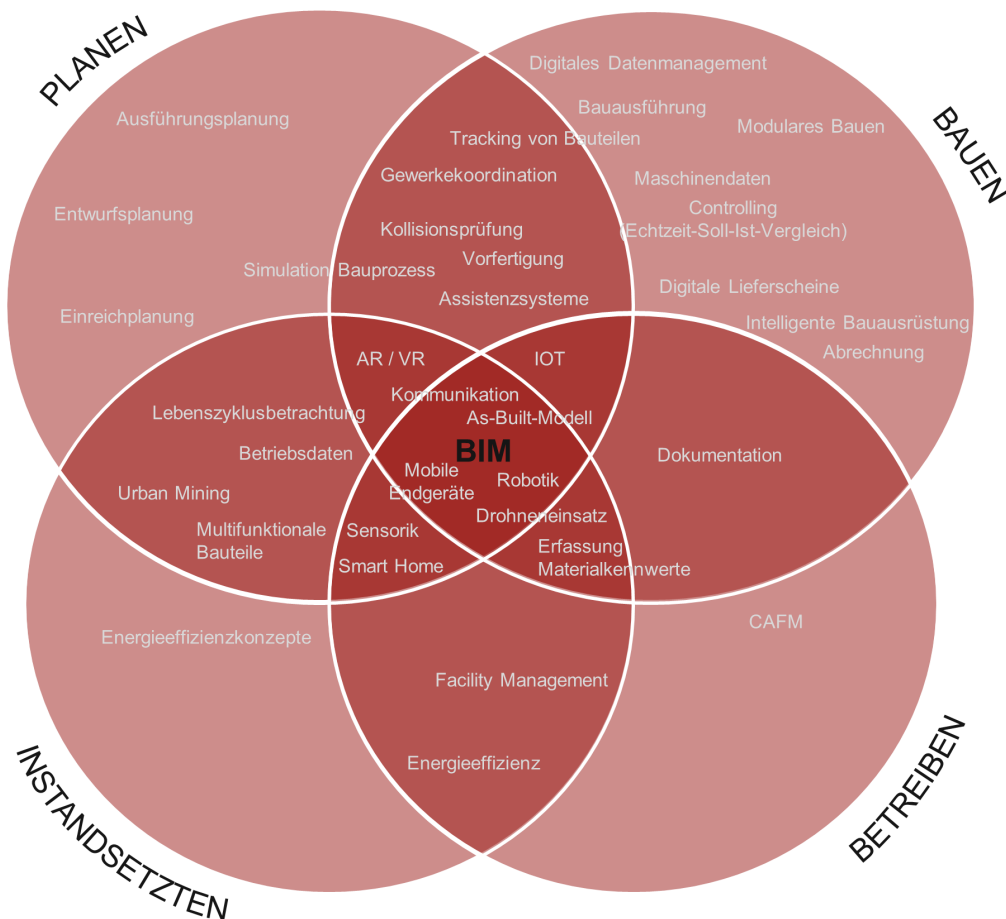 PLANEN
BAUEN
Digitales Datenmanagement
Bauausführung
Ausführungsplanung
Modulares Bauen
Tracking von Bauteilen
Gewerkekoordination
Maschinendaten
Entwurfsplanung
Controlling
(Echtzeit-Soll-Ist-Vergleich)
Kollisionsprüfung
Vorfertigung
Simulation Bauprozess
Digitale Lieferscheine
Assistenzsysteme
Einreichplanung
Intelligente Bauausrüstung
Abrechnung
AR / VR
IOT
Kommunikation
Lebenszyklusbetrachtung
As-Built-Modell
BIM
Betriebsdaten
Dokumentation
Mobile
Endgeräte
Robotik
Urban Mining
Drohneneinsatz
Multifunktionale
Bauteile
Sensorik
Erfassung
Materialkennwerte
Smart Home
CAFM
Energieeffizienzkonzepte
Facility Management
Energieeffizienz
INSTANDSETZTEN
BETREIBEN